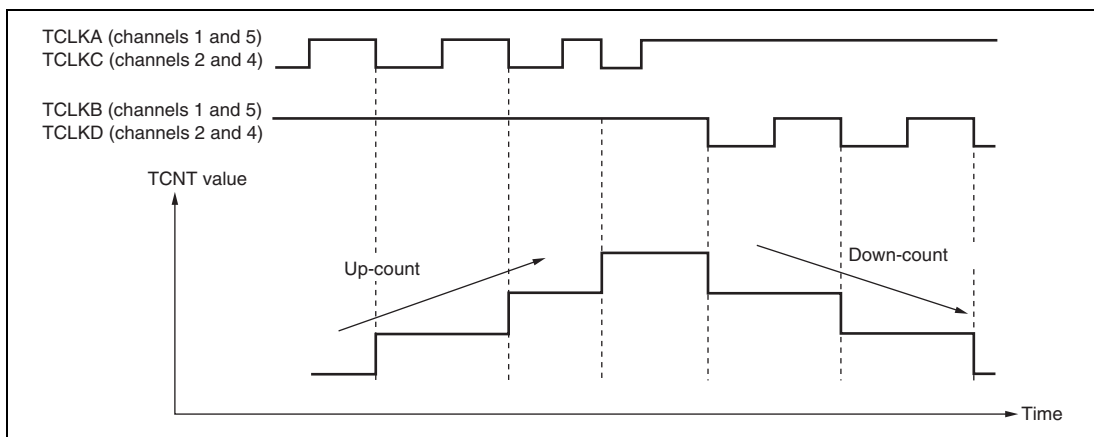 TCLKA (channels 1 and 5)
TCLKC (channels 2 and 4)
TCLKB (channels 1 and 5)
TCLKD (channels 2 and 4)
TCNT value
Up-count
Down-count
Time